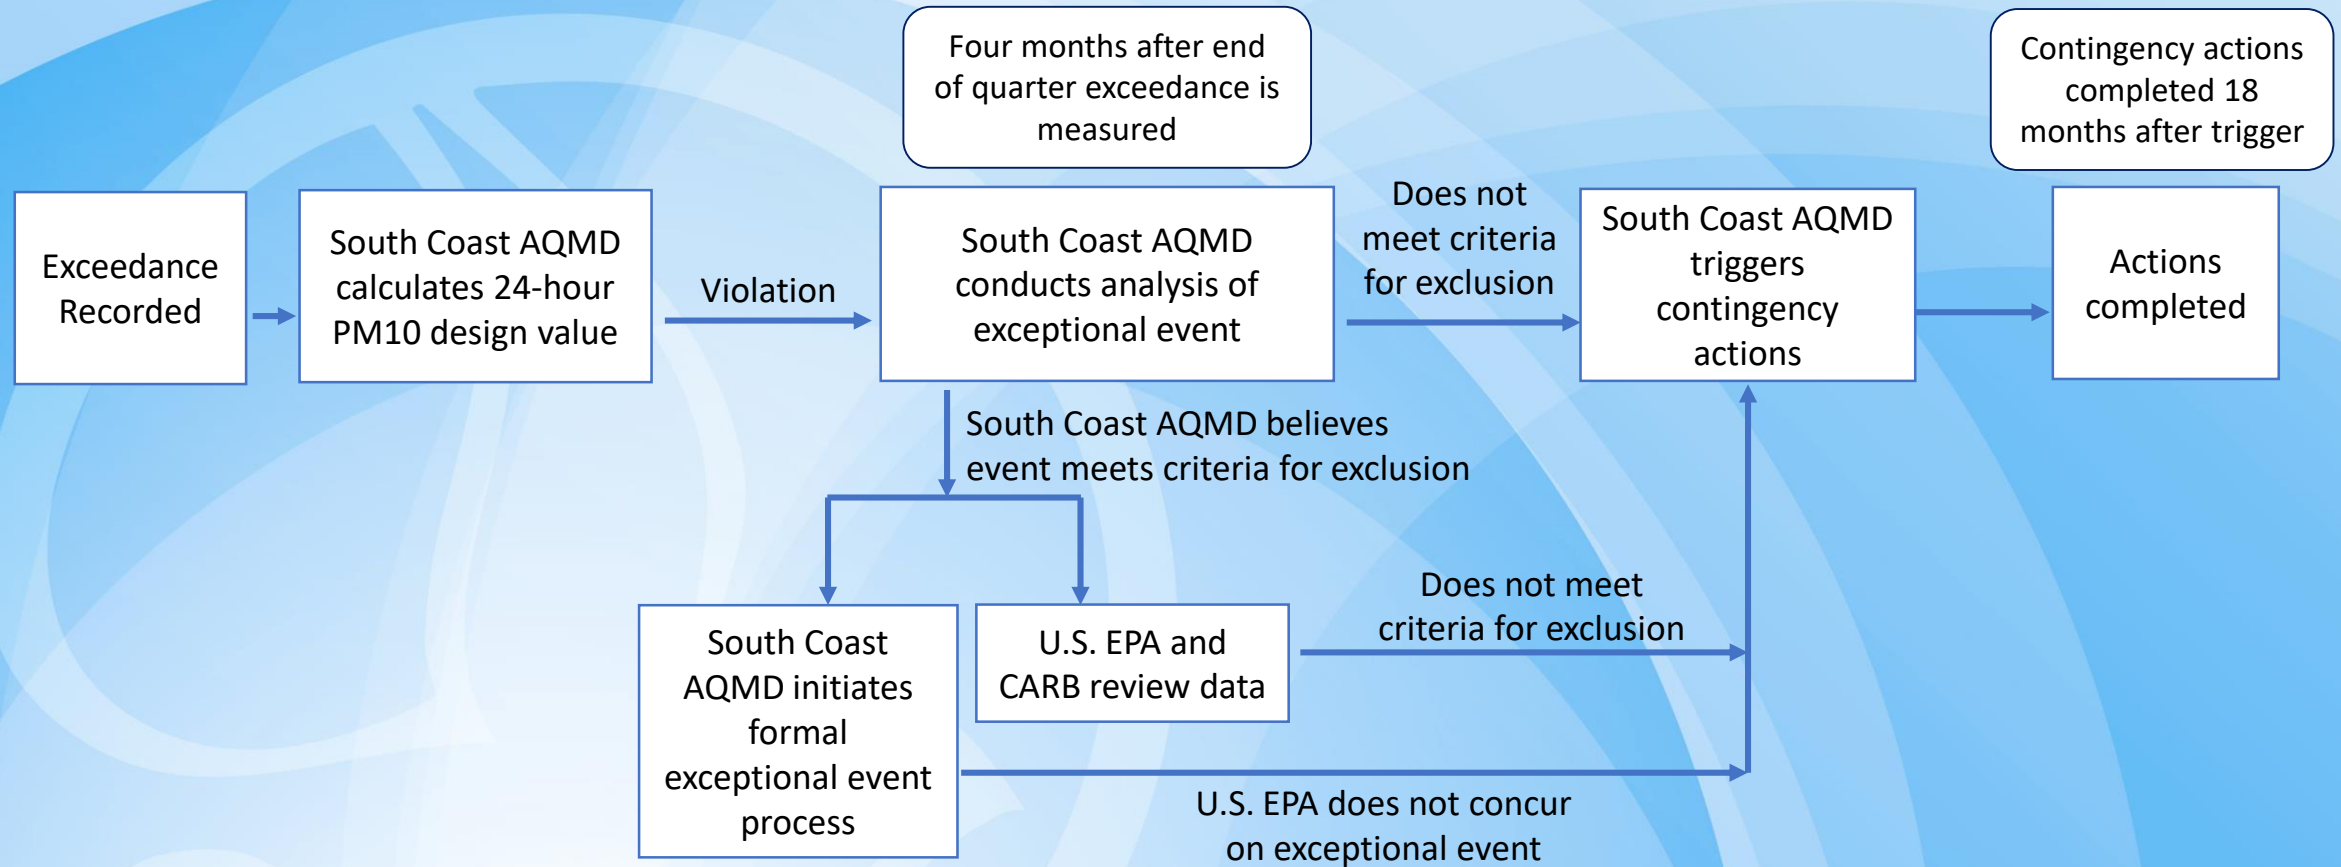 Four months after end
of quarter exceedance is
measured
Contingency actions
completed 18
months after trigger
Exceedance
Recorded
South Coast AQMD
calculates 24-hour
PM10 design value
Violation
South Coast AQMD
conducts analysis of
exceptional event
Does not
meet criteria
for exclusion
South Coast AQMD
triggers
contingency
actions
Actions
completed
South Coast AQMD believes
event meets criteria for exclusion
South Coast
AQMD initiates
formal
exceptional event
process
U.S. EPA and
CARB review data
Does not meet
criteria for exclusion
U.S. EPA does not concur
on exceptional event